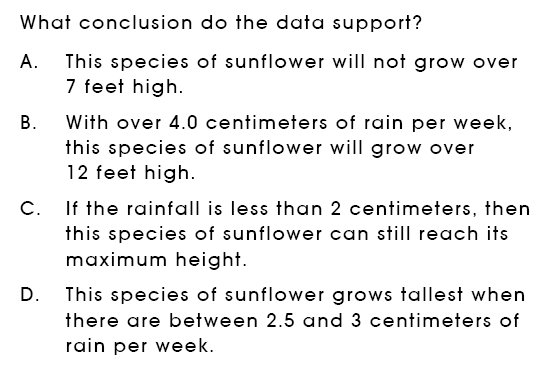 What conclusion do the data support?
A. This species of sunflower will not grow over
7 feet high.
B. With over 4.0 centimeters of rain per week,
this species of sunflower will grow over
12 feet high.
C. If the rainfall is less than 2 centimeters, then
this species of sunflower can still reach its
maximum height.
D. This species of sunflower grows tallest when
there are between 2.5 and 3 centimeters of
rain per week.